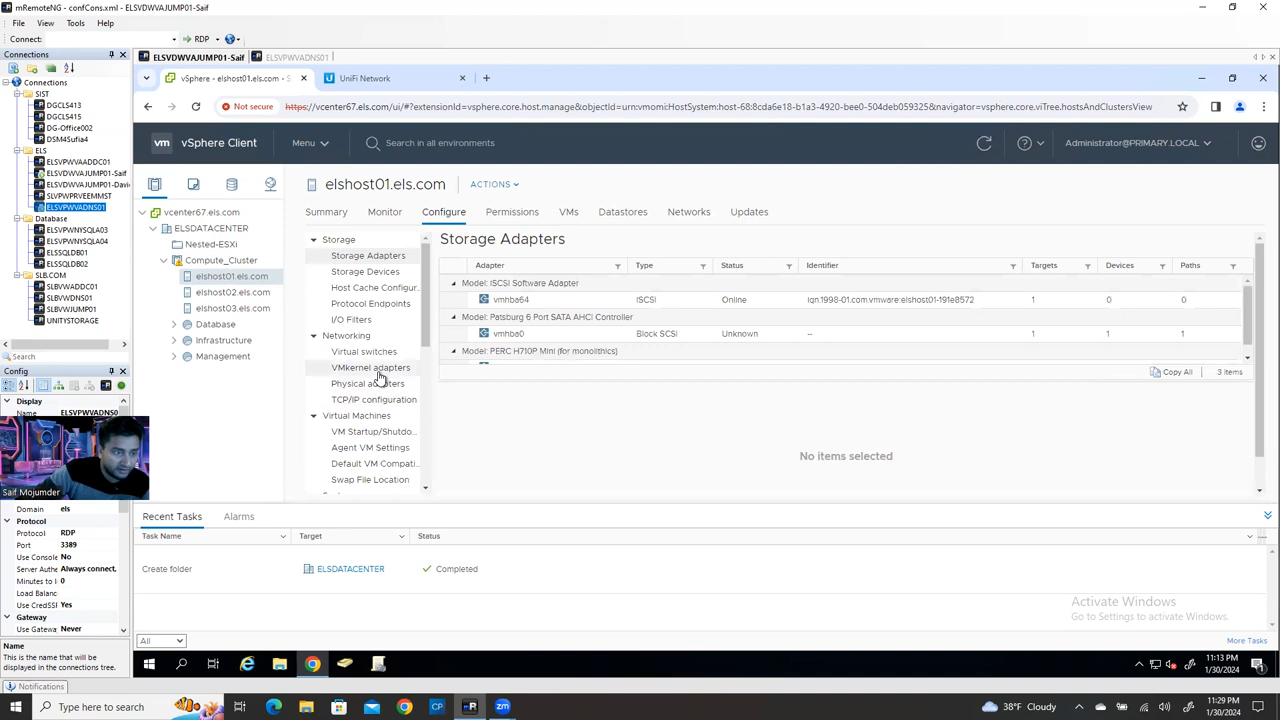 mRemoteNG - confCons.xml - ELSVDWVAJUMP01-Saif
File View Tools Help
Connect: RDP
Connections
ELSVDWVAJUMP01-Saif ELSVPWVADNS01
Connections
SIST
DGCLS413
DGCLS415
DG-Office002
DSM4Sufia4
ELS
ELSVPWVAADDC01
ELSVDWVAJUMP01-Saif
ELSVDWVAJUMP01-Davi
SLVPWPRVEEMMST
ELSVPWVADNS01
Database
ELSVPWNYSQLA03
ELSVPWNYSQLA04
ELSSQLDB01
ELSSQLDB02
SLB.COM
SLBVWADDC01
SLBVWDNS01
SLBVWJUMP01
UNITYSTORAGE
Search
Config
Display
Name ELSVPWVADNS0
Saif Mojumder
Domain els
Protocol
Protocol RDP
Port 3389
Use Console No
Server Authe Always connect,
Minutes to I 0
Load Balanc
Use CredSSP Yes
Gateway
Use Gatewa Never
Name
This is the name that will be
displayed in the connections tree.
Notifications
vSphere - elshost01.els.com - S UniFi Network
Not secure https://vcenter67.els.com/ui/#?extensionId=vsphere.core.host.manage&objectId=urn:vmomi:HostSystem:host-68:8cda6e18-b1a3-4920-bee0-504deb059325&navigator=vsphere.core.viTree.hostsAndClustersView
vm vSphere Client Menu Search in all environments Administrator@PRIMARY.LOCAL
vcenter67.els.com
ELSDATACENTER
Nested-ESXi
Compute_Cluster
elshost01.els.com
elshost02.els.com
elshost03.els.com
Database
Infrastructure
Management
elshost01.els.com ACTIONS
Summary Monitor Configure Permissions VMs Datastores Networks Updates
Storage
Storage Adapters
Storage Devices
Host Cache Configur...
Protocol Endpoints
I/O Filters
Networking
Virtual switches
VMkernel adapters
Physical adapters
TCP/IP configuration
Virtual Machines
VM Startup/Shutdo...
Agent VM Settings
Default VM Compati...
Swap File Location
Storage Adapters
Adapter Type Status Identifier Targets Devices Paths
Model: iSCSI Software Adapter
vmhba64 iSCSI Online iqn.1998-01.com.vmware:elshost01-191e8572 1 0 0
Model: Patsburg 6 Port SATA AHCI Controller
vmhba0 Block SCSI Unknown -- 1 1 1
Model: PERC H710P Mini (for monolithics)
Copy All 3 items
No items selected
Recent Tasks Alarms
Task Name Target Status
Create folder ELSDATACENTER Completed
Activate Windows
Go to Settings to activate Windows.
All More Tasks
11:13 PM
1/30/2024
Type here to search 38°F Cloudy 11:29 PM
1/30/2024